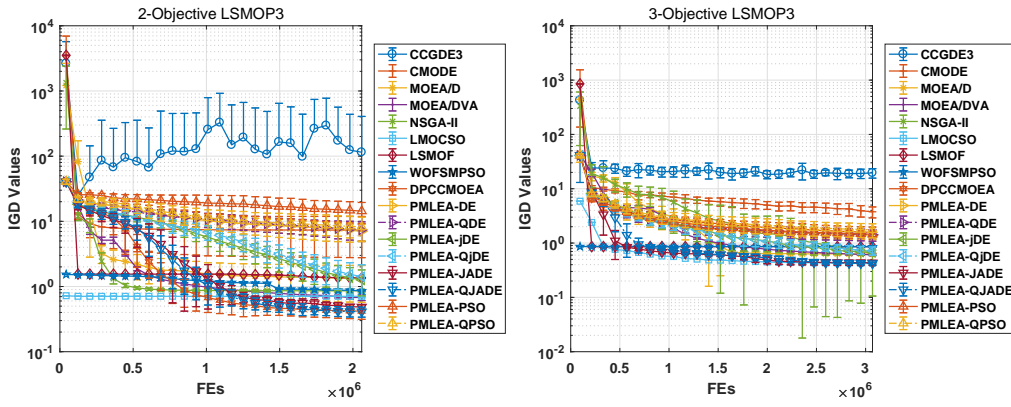 2-Objective LSMOP3
10^4
10^3
10^2
10^1
10^0
10^-1
IGD Values
0
0.5
1
1.5
2
FEs
×10^6
CCGDE3
CMODE
MOEA/D
MOEA/DVA
NSGA-II
LMOCSO
LSMOF
WOFSMPSO
DPCCMOEA
PMLEA-DE
PMLEA-QDE
PMLEA-jDE
PMLEA-QjDE
PMLEA-JADE
PMLEA-QJADE
PMLEA-PSO
PMLEA-QPSO
3-Objective LSMOP3
10^4
10^3
10^2
10^1
10^0
10^-1
10^-2
IGD Values
0
0.5
1
1.5
2
2.5
3
FEs
×10^6
CCGDE3
CMODE
MOEA/D
MOEA/DVA
NSGA-II
LMOCSO
LSMOF
WOFSMPSO
DPCCMOEA
PMLEA-DE
PMLEA-QDE
PMLEA-jDE
PMLEA-QjDE
PMLEA-JADE
PMLEA-QJADE
PMLEA-PSO
PMLEA-QPSO